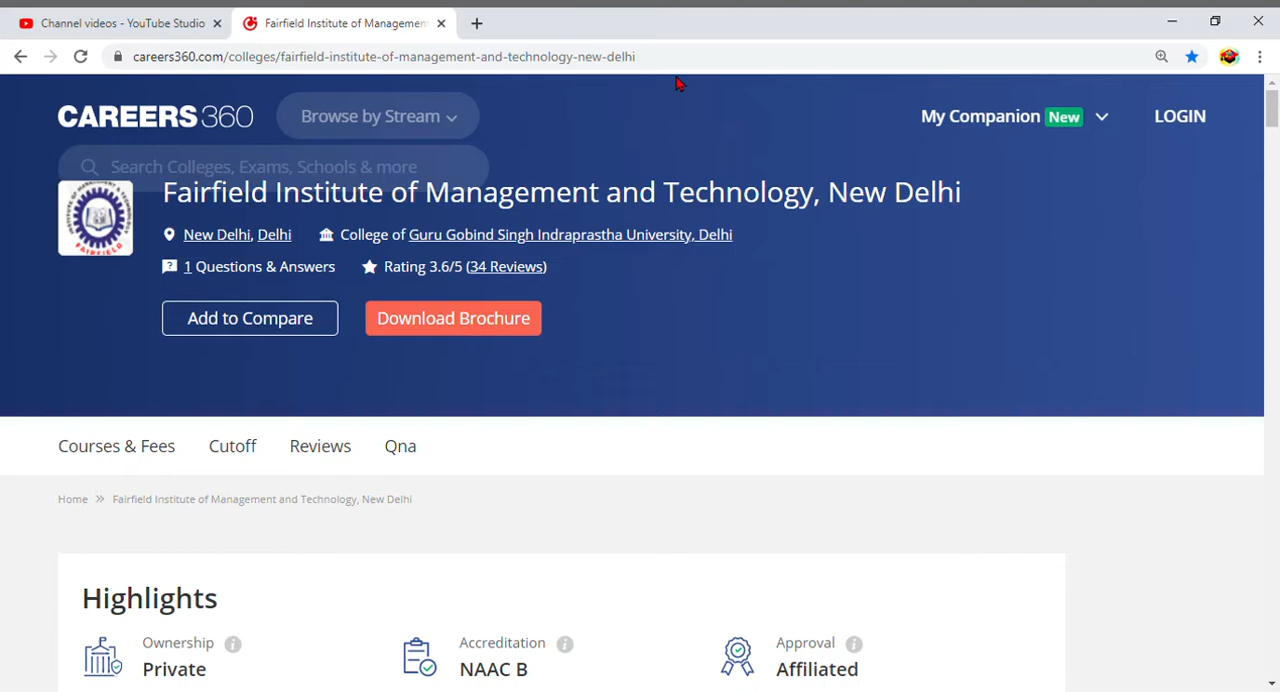 Channel videos - YouTube Studio
Fairfield Institute of Managemen
careers360.com/colleges/fairfield-institute-of-management-and-technology-new-delhi
CAREERS360
Browse by Stream
My Companion New
LOGIN
Search Colleges, Exams, Schools & more
Fairfield Institute of Management and Technology, New Delhi
New Delhi, Delhi
College of Guru Gobind Singh Indraprastha University, Delhi
1 Questions & Answers
Rating 3.6/5 (34 Reviews)
Add to Compare
Download Brochure
FAIRFIELD
Courses & Fees
Cutoff
Reviews
Qna
Home » Fairfield Institute of Management and Technology, New Delhi
Highlights
Ownership
Private
Accreditation
NAAC B
Approval
Affiliated